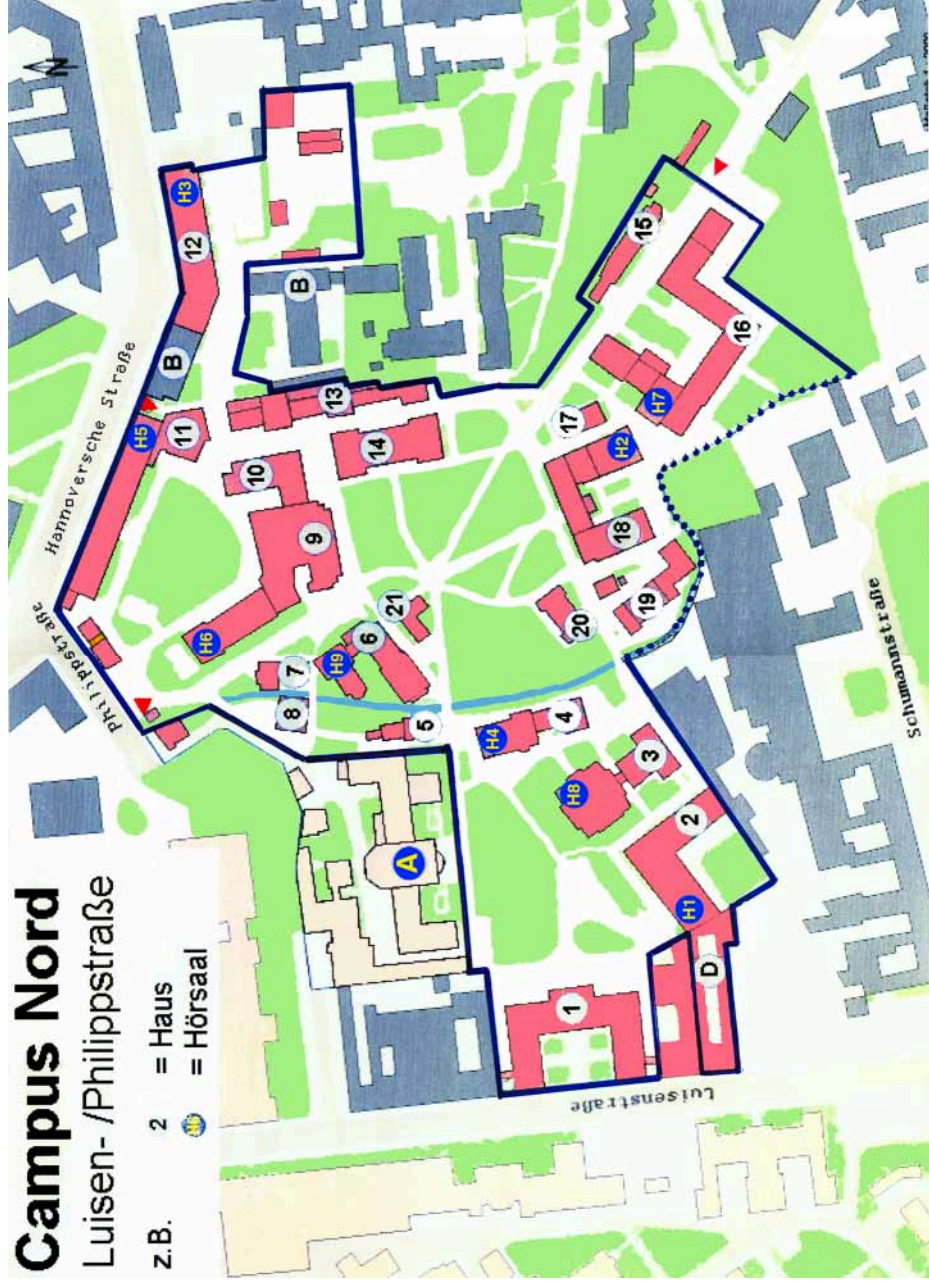 Campus Nord
Luisen- /Philippstraße
z.B. 2 = Haus
= Hörsaal
N
Hannoversche Straße
Philippstraße
H3
12
B
B
H5
11
13
10
14
9
H6
21
6
H9
7
8
5
A
15
16
H7
17
H2
18
19
20
4
H4
3
H8
2
H1
1
D
Luisenstraße
Schumannstraße